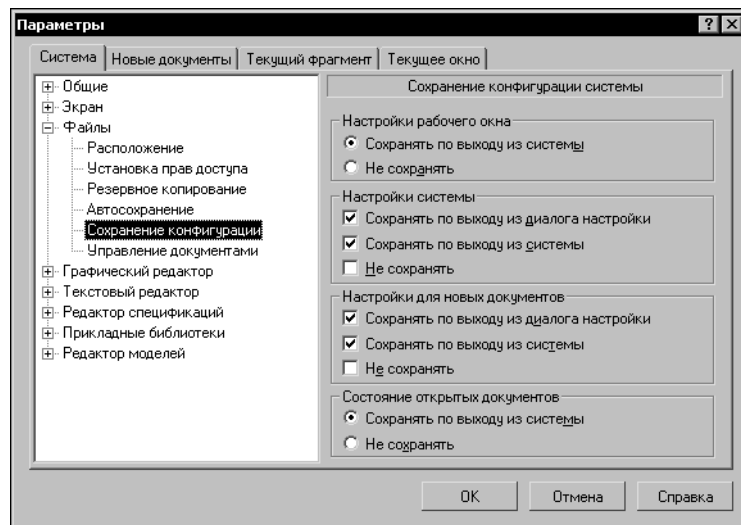 Параметры
Система Новые документы Текущий фрагмент Текущее окно
Общие
Экран
Файлы
Расположение
Установка прав доступа
Резервное копирование
Автосохранение
Сохранение конфигурации
Управление документами
Графический редактор
Текстовый редактор
Редактор спецификаций
Прикладные библиотеки
Редактор моделей
Сохранение конфигурации системы
Настройки рабочего окна
Сохранять по выходу из системы
Не сохранять
Настройки системы
Сохранять по выходу из диалога настройки
Сохранять по выходу из системы
Не сохранять
Настройки для новых документов
Сохранять по выходу из диалога настройки
Сохранять по выходу из системы
Не сохранять
Состояние открытых документов
Сохранять по выходу из системы
Не сохранять
OK Отмена Справка